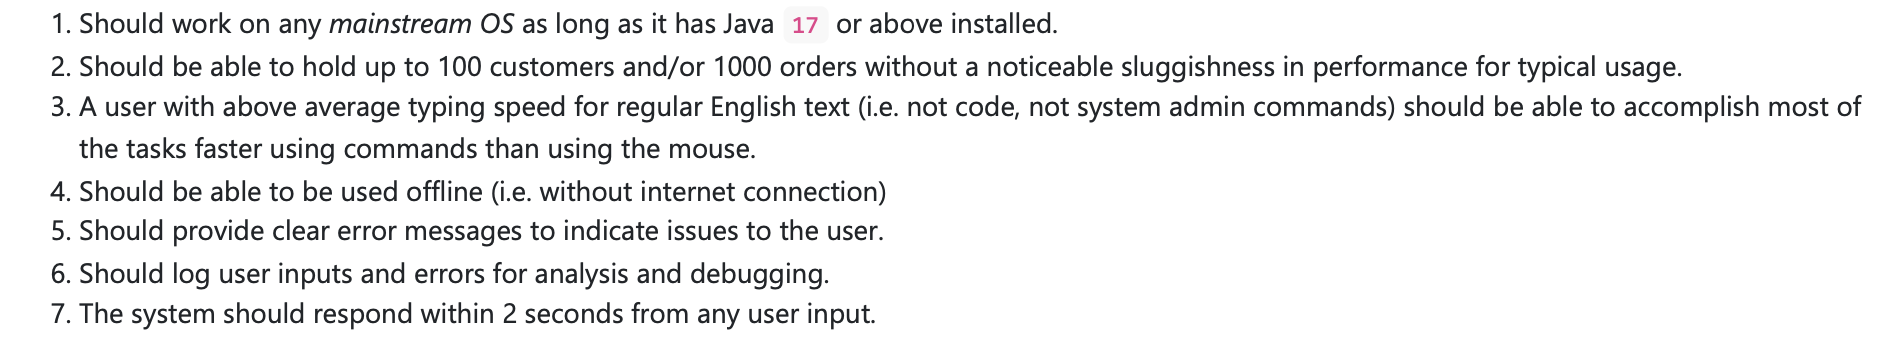 1. Should work on any mainstream OS as long as it has Java 17 or above installed.
2. Should be able to hold up to 100 customers and/or 1000 orders without a noticeable sluggishness in performance for typical usage.
3. A user with above average typing speed for regular English text (i.e. not code, not system admin commands) should be able to accomplish most of
the tasks faster using commands than using the mouse.
4. Should be able to be used offline (i.e. without internet connection)
5. Should provide clear error messages to indicate issues to the user.
6. Should log user inputs and errors for analysis and debugging.
7. The system should respond within 2 seconds from any user input.